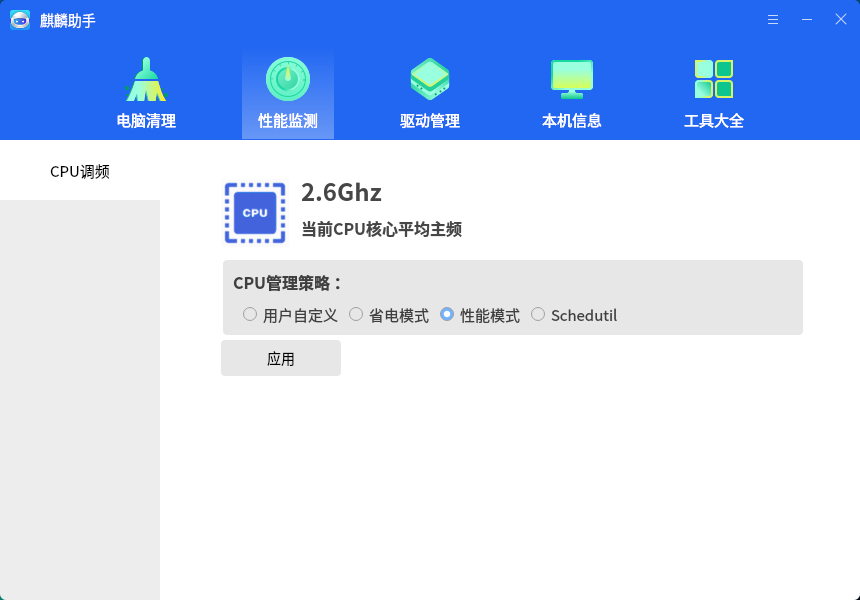 麒麟助手
电脑清理 性能监测 驱动管理 本机信息 工具大全
CPU调频
CPU
2.6Ghz
当前CPU核心平均主频
CPU管理策略：
用户自定义 省电模式 性能模式 Schedutil
应用